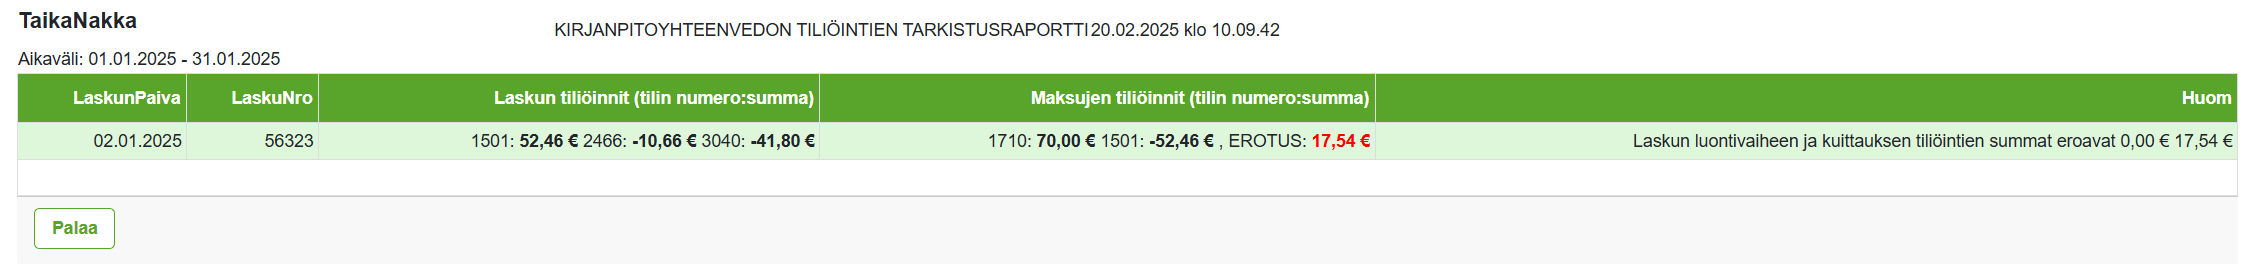 TaikaNakka
KIRJANPITOYHTEENVEDON TILIÖINTIEN TARKISTUSRAPORTTI 20.02.2025 klo 10.09.42
Aikaväli: 01.01.2025 - 31.01.2025
LaskunPaiva LaskuNro Laskun tiliöinnit (tilin numero:summa) Maksujen tiliöinnit (tilin numero:summa) Huom
02.01.2025 56323 1501: 52,46 € 2466: -10,66 € 3040: -41,80 € 1710: 70,00 € 1501: -52,46 € , EROTUS: 17,54 € Laskun luontivaiheen ja kuittauksen tiliöintien summat eroavat 0,00 € 17,54 €
Palaa